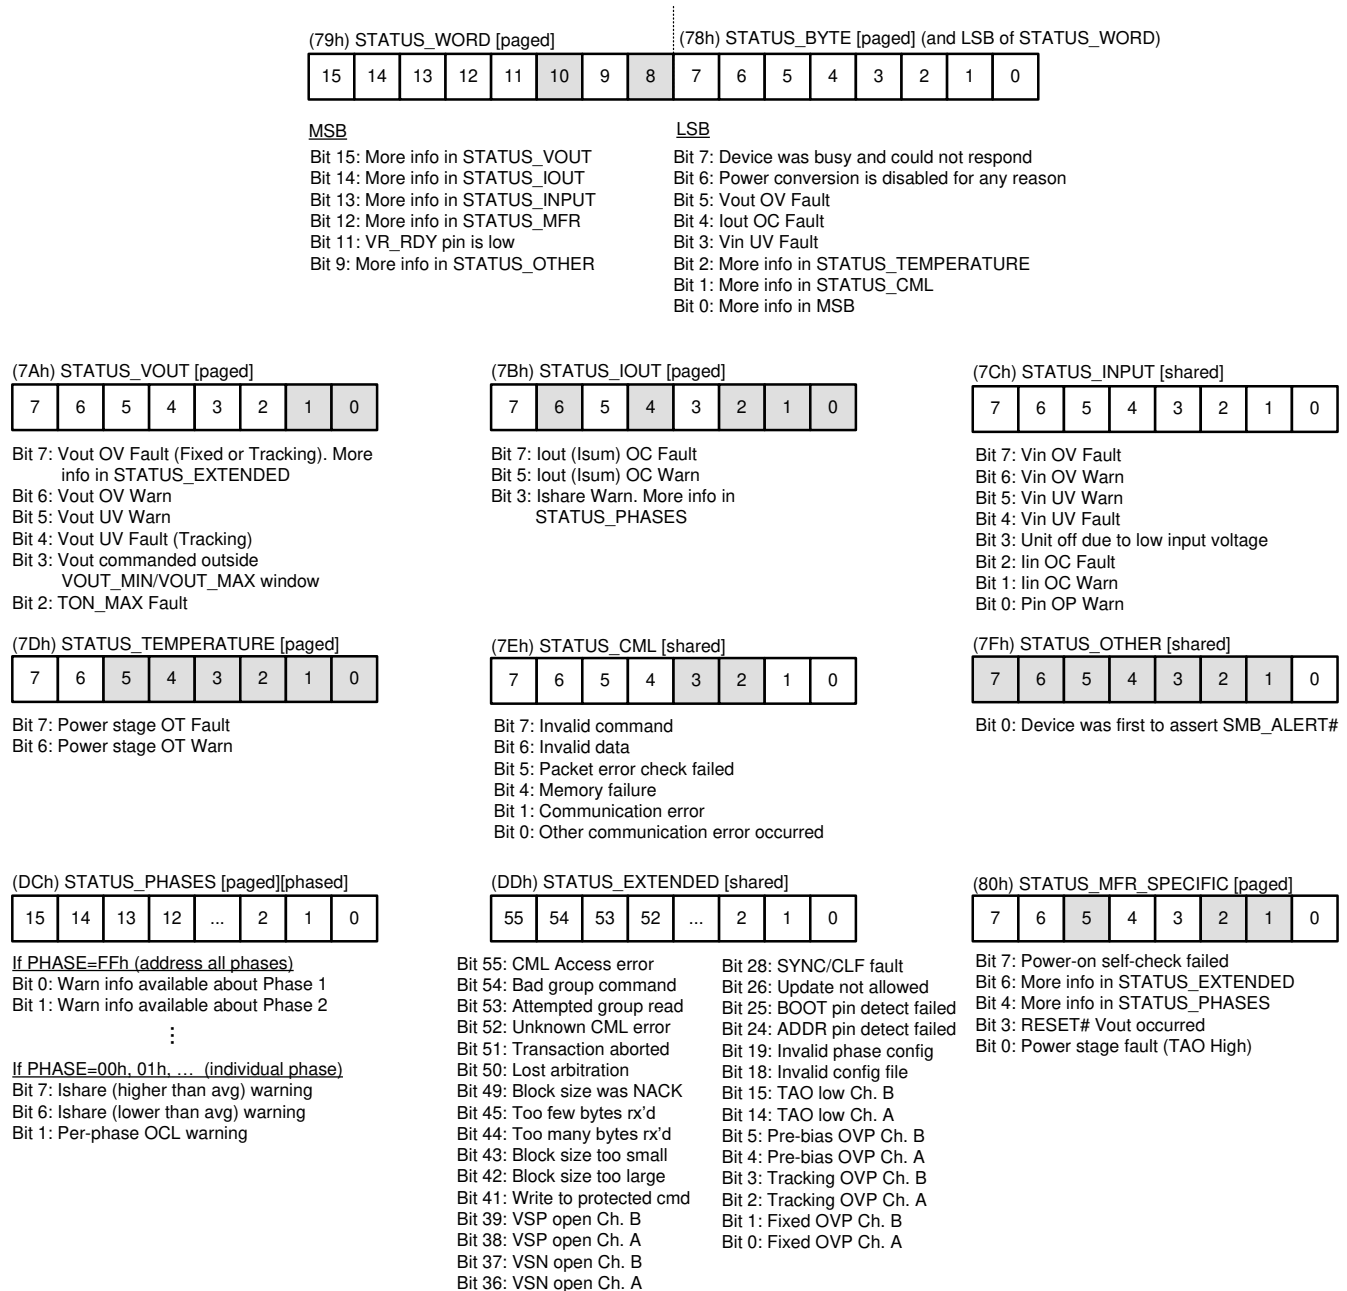 (79h) STATUS_WORD [paged]
(78h) STATUS_BYTE [paged] (and LSB of STATUS_WORD)
15 14 13 12 11 10 9 8 7 6 5 4 3 2 1 0
MSB
Bit 15: More info in STATUS_VOUT
Bit 14: More info in STATUS_IOUT
Bit 13: More info in STATUS_INPUT
Bit 12: More info in STATUS_MFR
Bit 11: VR_RDY pin is low
Bit 9: More info in STATUS_OTHER
LSB
Bit 7: Device was busy and could not respond
Bit 6: Power conversion is disabled for any reason
Bit 5: Vout OV Fault
Bit 4: Iout OC Fault
Bit 3: Vin UV Fault
Bit 2: More info in STATUS_TEMPERATURE
Bit 1: More info in STATUS_CML
Bit 0: More info in MSB
(7Ah) STATUS_VOUT [paged]
7 6 5 4 3 2 1 0
Bit 7: Vout OV Fault (Fixed or Tracking). More
info in STATUS_EXTENDED
Bit 6: Vout OV Warn
Bit 5: Vout UV Warn
Bit 4: Vout UV Fault (Tracking)
Bit 3: Vout commanded outside
VOUT_MIN/VOUT_MAX window
Bit 2: TON_MAX Fault
(7Bh) STATUS_IOUT [paged]
7 6 5 4 3 2 1 0
Bit 7: Iout (Isum) OC Fault
Bit 5: Iout (Isum) OC Warn
Bit 3: Ishare Warn. More info in
STATUS_PHASES
(7Ch) STATUS_INPUT [shared]
7 6 5 4 3 2 1 0
Bit 7: Vin OV Fault
Bit 6: Vin OV Warn
Bit 5: Vin UV Warn
Bit 4: Vin UV Fault
Bit 3: Unit off due to low input voltage
Bit 2: Iin OC Fault
Bit 1: Iin OC Warn
Bit 0: Pin OP Warn
(7Dh) STATUS_TEMPERATURE [paged]
7 6 5 4 3 2 1 0
Bit 7: Power stage OT Fault
Bit 6: Power stage OT Warn
(7Eh) STATUS_CML [shared]
7 6 5 4 3 2 1 0
Bit 7: Invalid command
Bit 6: Invalid data
Bit 5: Packet error check failed
Bit 4: Memory failure
Bit 1: Communication error
Bit 0: Other communication error occurred
(7Fh) STATUS_OTHER [shared]
7 6 5 4 3 2 1 0
Bit 0: Device was first to assert SMB_ALERT#
(DCh) STATUS_PHASES [paged][phased]
15 14 13 12 ... 2 1 0
If PHASE=FFh (address all phases)
Bit 0: Warn info available about Phase 1
Bit 1: Warn info available about Phase 2
⋮
If PHASE=00h, 01h, … (individual phase)
Bit 7: Ishare (higher than avg) warning
Bit 6: Ishare (lower than avg) warning
Bit 1: Per-phase OCL warning
(DDh) STATUS_EXTENDED [shared]
55 54 53 52 ... 2 1 0
Bit 55: CML Access error
Bit 54: Bad group command
Bit 53: Attempted group read
Bit 52: Unknown CML error
Bit 51: Transaction aborted
Bit 50: Lost arbitration
Bit 49: Block size was NACK
Bit 45: Too few bytes rx'd
Bit 44: Too many bytes rx'd
Bit 43: Block size too small
Bit 42: Block size too large
Bit 41: Write to protected cmd
Bit 39: VSP open Ch. B
Bit 38: VSP open Ch. A
Bit 37: VSN open Ch. B
Bit 36: VSN open Ch. A
Bit 28: SYNC/CLF fault
Bit 26: Update not allowed
Bit 25: BOOT pin detect failed
Bit 24: ADDR pin detect failed
Bit 19: Invalid phase config
Bit 18: Invalid config file
Bit 15: TAO low Ch. B
Bit 14: TAO low Ch. A
Bit 5: Pre-bias OVP Ch. B
Bit 4: Pre-bias OVP Ch. A
Bit 3: Tracking OVP Ch. B
Bit 2: Tracking OVP Ch. A
Bit 1: Fixed OVP Ch. B
Bit 0: Fixed OVP Ch. A
(80h) STATUS_MFR_SPECIFIC [paged]
7 6 5 4 3 2 1 0
Bit 7: Power-on self-check failed
Bit 6: More info in STATUS_EXTENDED
Bit 4: More info in STATUS_PHASES
Bit 3: RESET# Vout occurred
Bit 0: Power stage fault (TAO High)